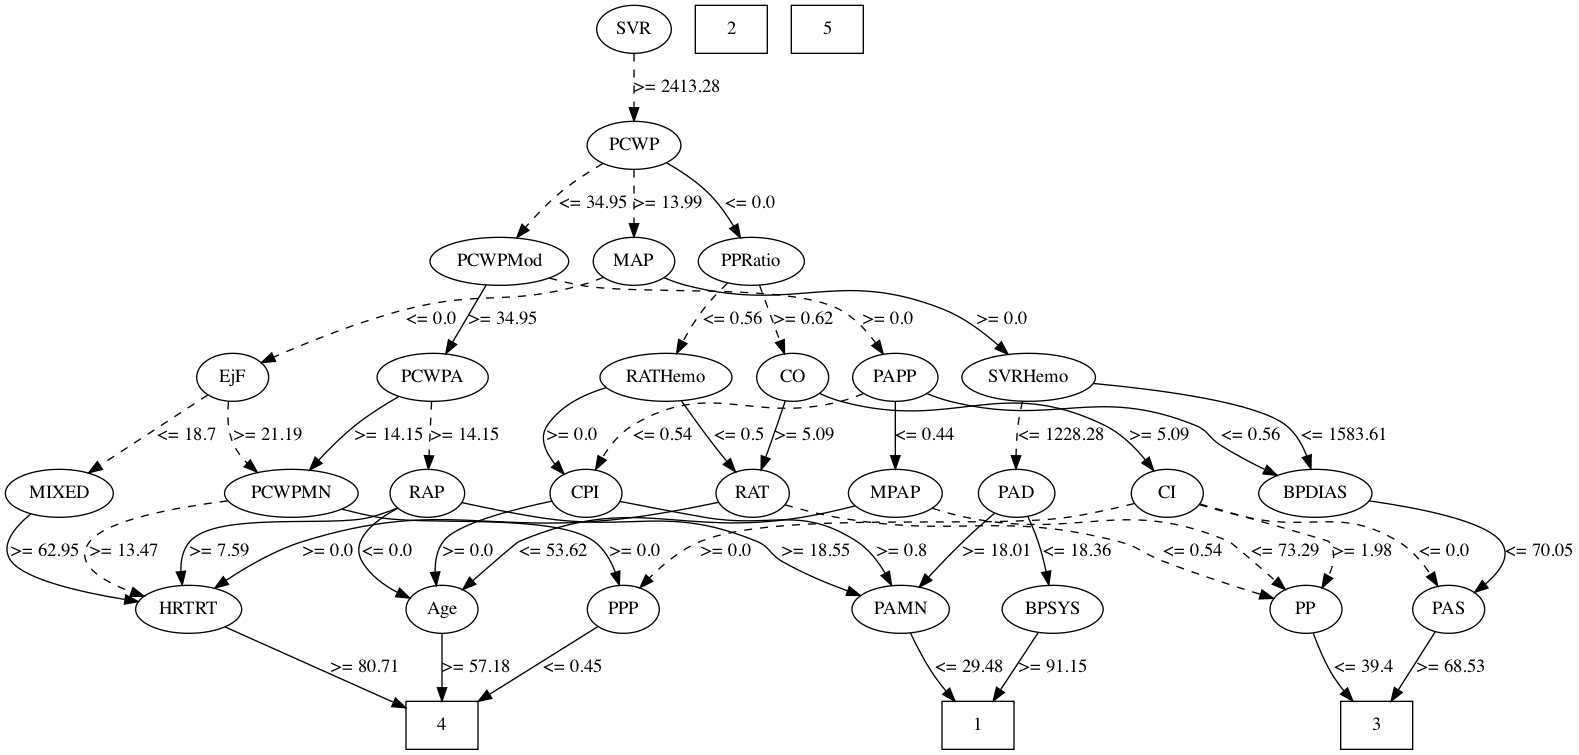 SVR
2
5
>= 2413.28
PCWP
<= 34.95
>= 13.99
<= 0.0
PCWPMod
MAP
PPRatio
<= 0.0
>= 34.95
<= 0.56
>= 0.62
>= 0.0
>= 0.0
EjF
PCWPA
RATHemo
CO
PAPP
SVRHemo
<= 18.7
>= 21.19
>= 14.15
>= 14.15
>= 0.0
<= 0.54
<= 0.5
>= 5.09
<= 0.44
<= 1228.28
>= 5.09
<= 0.56
<= 1583.61
MIXED
PCWPMN
RAP
CPI
RAT
MPAP
PAD
CI
BPDIAS
>= 62.95
>= 13.47
>= 7.59
>= 0.0
<= 0.0
>= 0.0
<= 53.62
>= 0.0
>= 0.0
>= 18.55
>= 0.8
>= 18.01
<= 18.36
<= 0.54
<= 73.29
>= 1.98
<= 0.0
<= 70.05
HRTRT
Age
PPP
PAMN
BPSYS
PP
PAS
>= 80.71
>= 57.18
<= 0.45
<= 29.48
>= 91.15
<= 39.4
>= 68.53
4
1
3